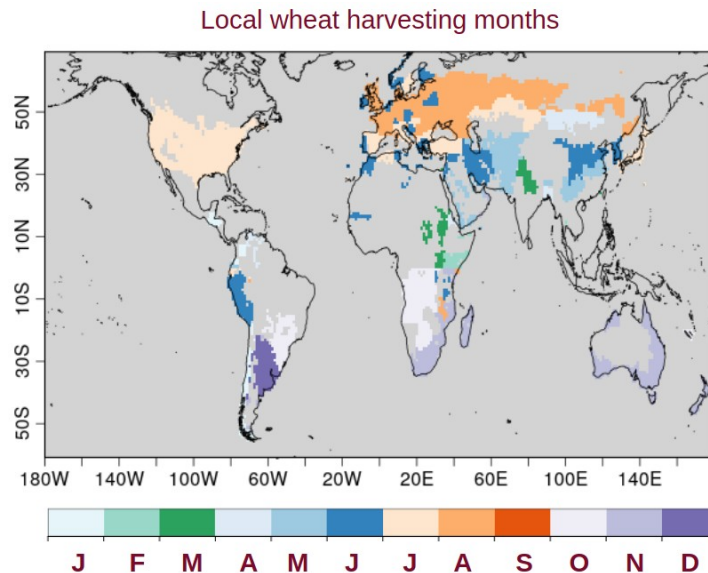 Local wheat harvesting months
50N
30N
10N
10S
30S
50S
180W 140W 100W 60W 20W 20E 60E 100E 140E
J F M A M J J A S O N D